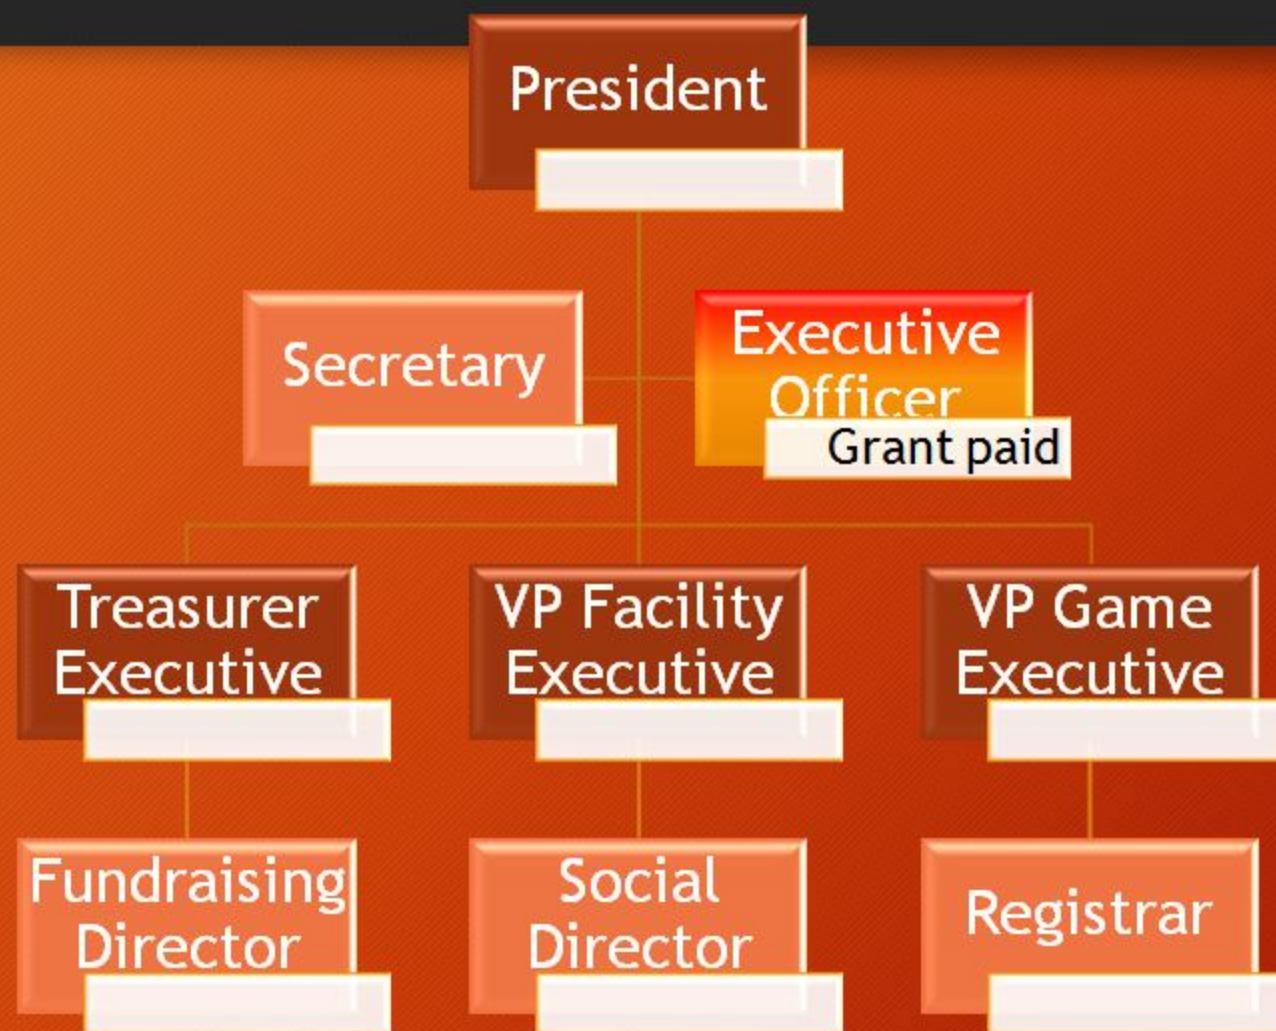 President
Secretary
Executive
Officer
Grant paid
Treasurer
Executive
VP Facility
Executive
VP Game
Executive
Fundraising
Director
Social
Director
Registrar